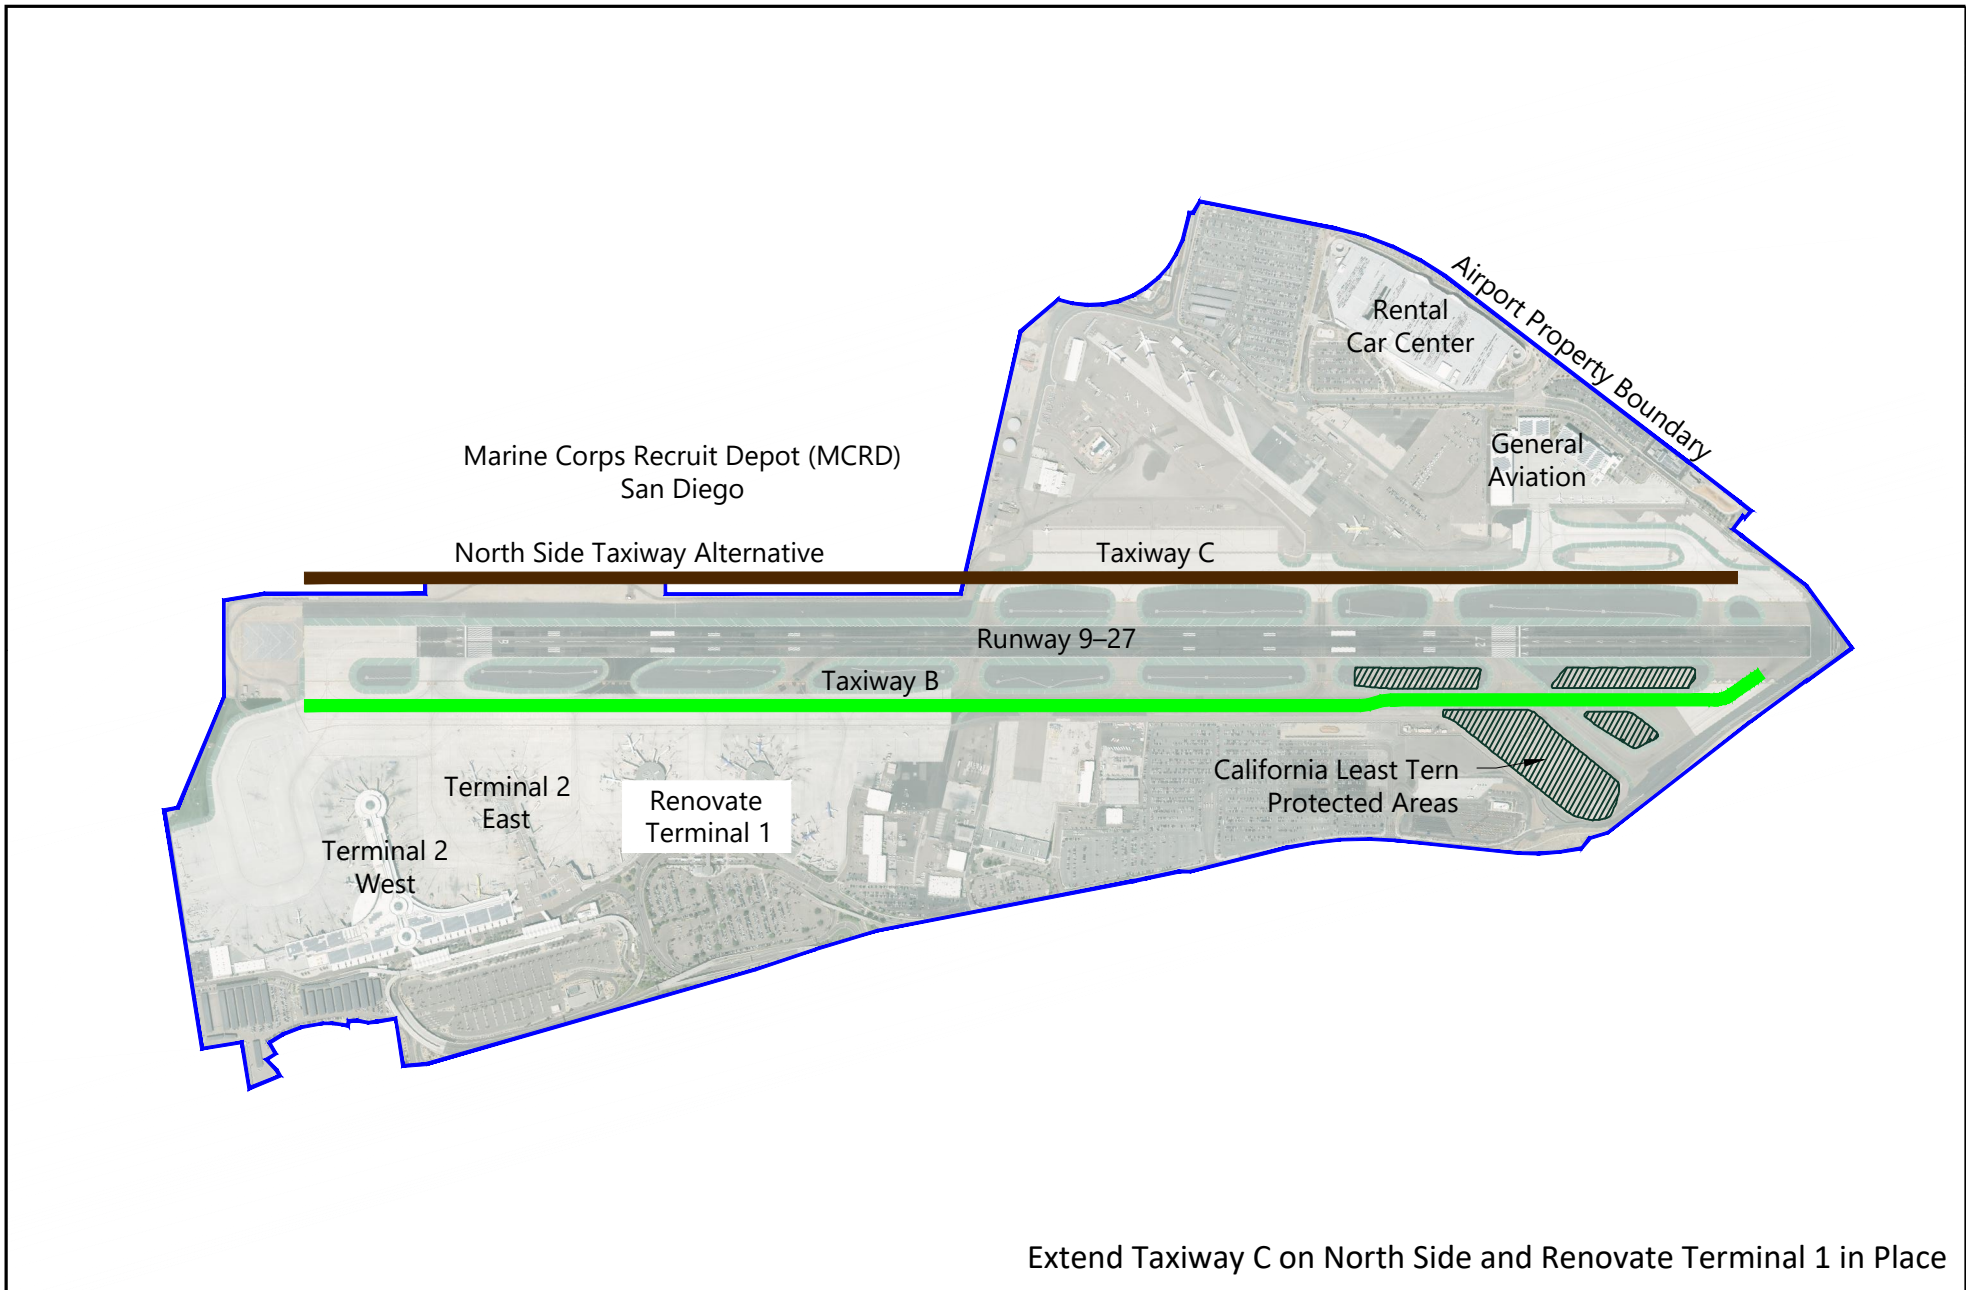 Airport Property Boundary
Rental
Car Center
General
Aviation
Marine Corps Recruit Depot (MCRD)
San Diego
North Side Taxiway Alternative
Taxiway C
Runway 9–27
Taxiway B
California Least Tern
Protected Areas
Terminal 2
East
Renovate
Terminal 1
Terminal 2
West
Extend Taxiway C on North Side and Renovate Terminal 1 in Place